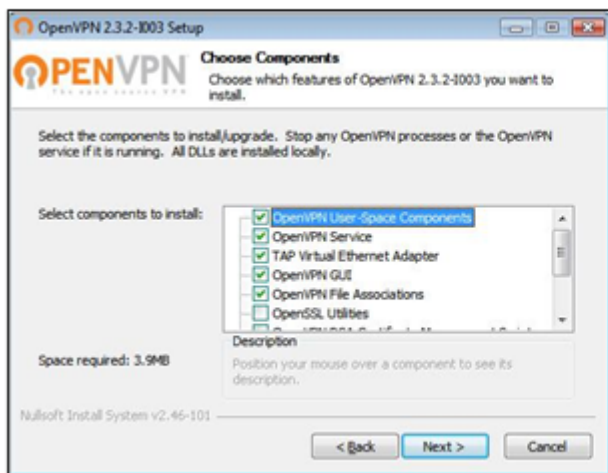 OpenVPN 2.3.2-I003 Setup
OPENVPN
The open source VPN
Choose Components
Choose which features of OpenVPN 2.3.2-I003 you want to
install.
Select the components to install/upgrade. Stop any OpenVPN processes or the OpenVPN
service if it is running. All DLLs are installed locally.
Select components to install:
OpenVPN User-Space Components
OpenVPN Service
TAP Virtual Ethernet Adapter
OpenVPN GUI
OpenVPN File Associations
OpenSSL Utilities
Space required: 3.9MB
Description
Position your mouse over a component to see its
description.
Nullsoft Install System v2.46-101
< Back
Next >
Cancel